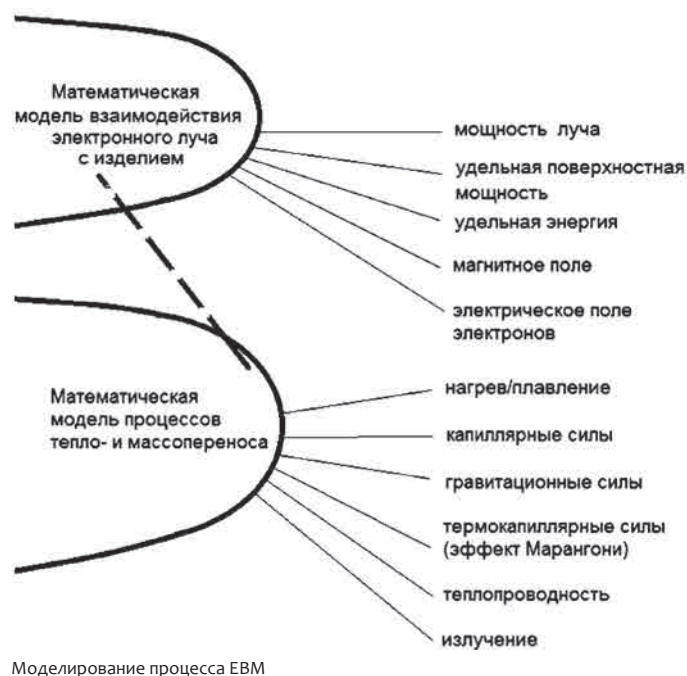 Математическая
модель взаимодействия
электронного луча
с изделием
мощность луча
удельная поверхностная
мощность
удельная энергия
магнитное поле
электрическое поле
электронов
Математическая
модель процессов
тепло- и массопереноса
нагрев/плавление
капиллярные силы
гравитационные силы
термокапиллярные силы
(эффект Марангони)
теплопроводность
излучение
Моделирование процесса EBM